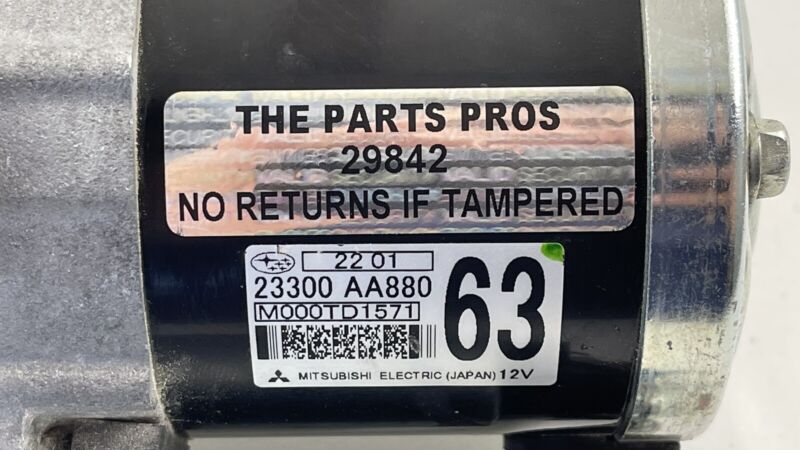 THE PARTS PROS
29842
NO RETURNS IF TAMPERED
22 01
23300 AA880
63
M000TD1571
MITSUBISHI ELECTRIC (JAPAN) 12V